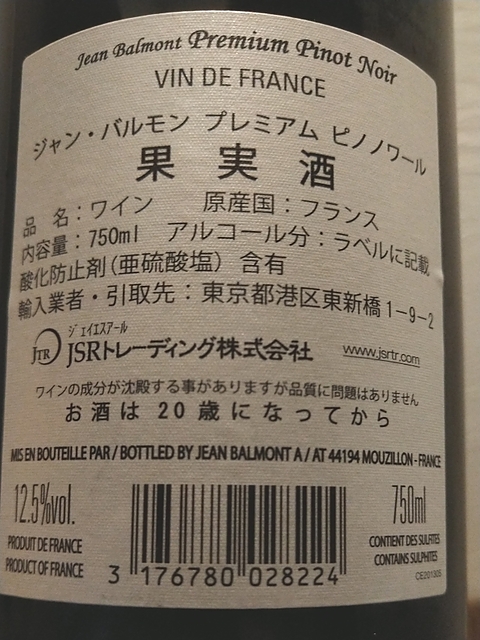 Jean Balmont Premium Pinot Noir
VIN DE FRANCE
ジャン・バルモン プレミアム ピノノワール
果実酒
品 名：ワイン 原産国：フランス
内容量：750ml アルコール分：ラベルに記載
酸化防止剤(亜硫酸塩) 含有
輸入業者・引取先：東京都港区東新橋1-9-2
ジェイエスアール
JTR JSRトレーディング株式会社 www.jsrtr.com
ワインの成分が沈殿する事がありますが品質に問題はありません
お酒は20歳になってから
MIS EN BOUTEILLE PAR / BOTTLED BY JEAN BALMONT A / AT 44194 MOUZILLON - FRANCE
12.5%vol.
PRODUIT DE FRANCE
PRODUCT OF FRANCE
3 176780 028224
750ml
CONTIENT DES SULFITES
CONTAINS SULPHITES
CE201305